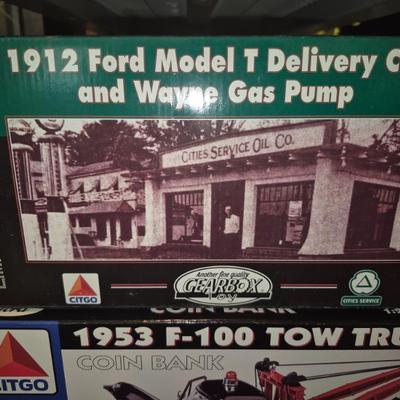 1912 Ford Model T Delivery C
and Wayne Gas Pump
CITIES SERVICE OIL CO.
CITGO
Another fine quality
GEARBOX
TOY
CITIES SERVICE
COIN BANK
1953 F-100 TOW TRU
CITGO
COIN BANK